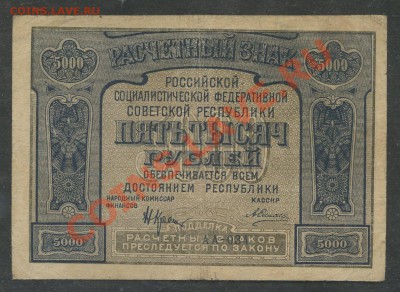 COINS.LAVE.RU
РАСЧЕТНЫЙ ЗНАК
5000 5000
РОССИЙСКОЙ
СОЦИАЛИСТИЧЕСКОЙ ФЕДЕРАТИВНОЙ
СОВЕТСКОЙ РЕСПУБЛИКИ
ПЯТЬ ТЫСЯЧ
РУБЛЕЙ
ОБЕСПЕЧИВАЕТСЯ ВСЕМ
ДОСТОЯНИЕМ РЕСПУБЛИКИ
НАРОДНЫЙ КОМИССАР
ФИНАНСОВ
КАССИР
ПОДДЕЛКА
5000 РАСЧЕТНЫХ ЗНАКОВ 5000
ПРЕСЛЕДУЕТСЯ ПО ЗАКОНУ